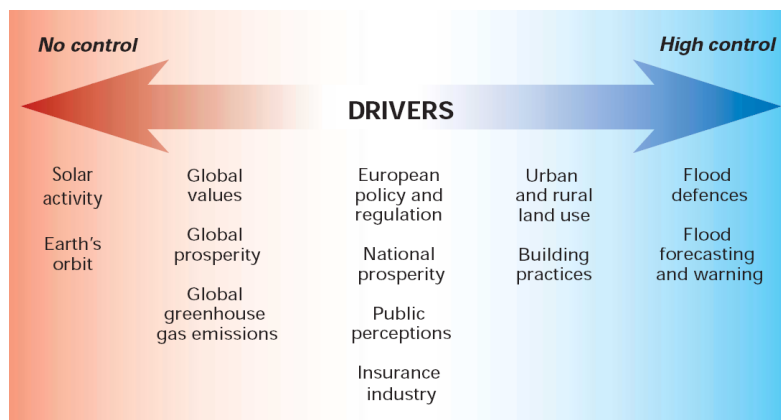 No control
High control
DRIVERS
Solar
activity
Earth's
orbit
Global
values
Global
prosperity
Global
greenhouse
gas emissions
European
policy and
regulation
National
prosperity
Public
perceptions
Insurance
industry
Urban
and rural
land use
Building
practices
Flood
defences
Flood
forecasting
and warning